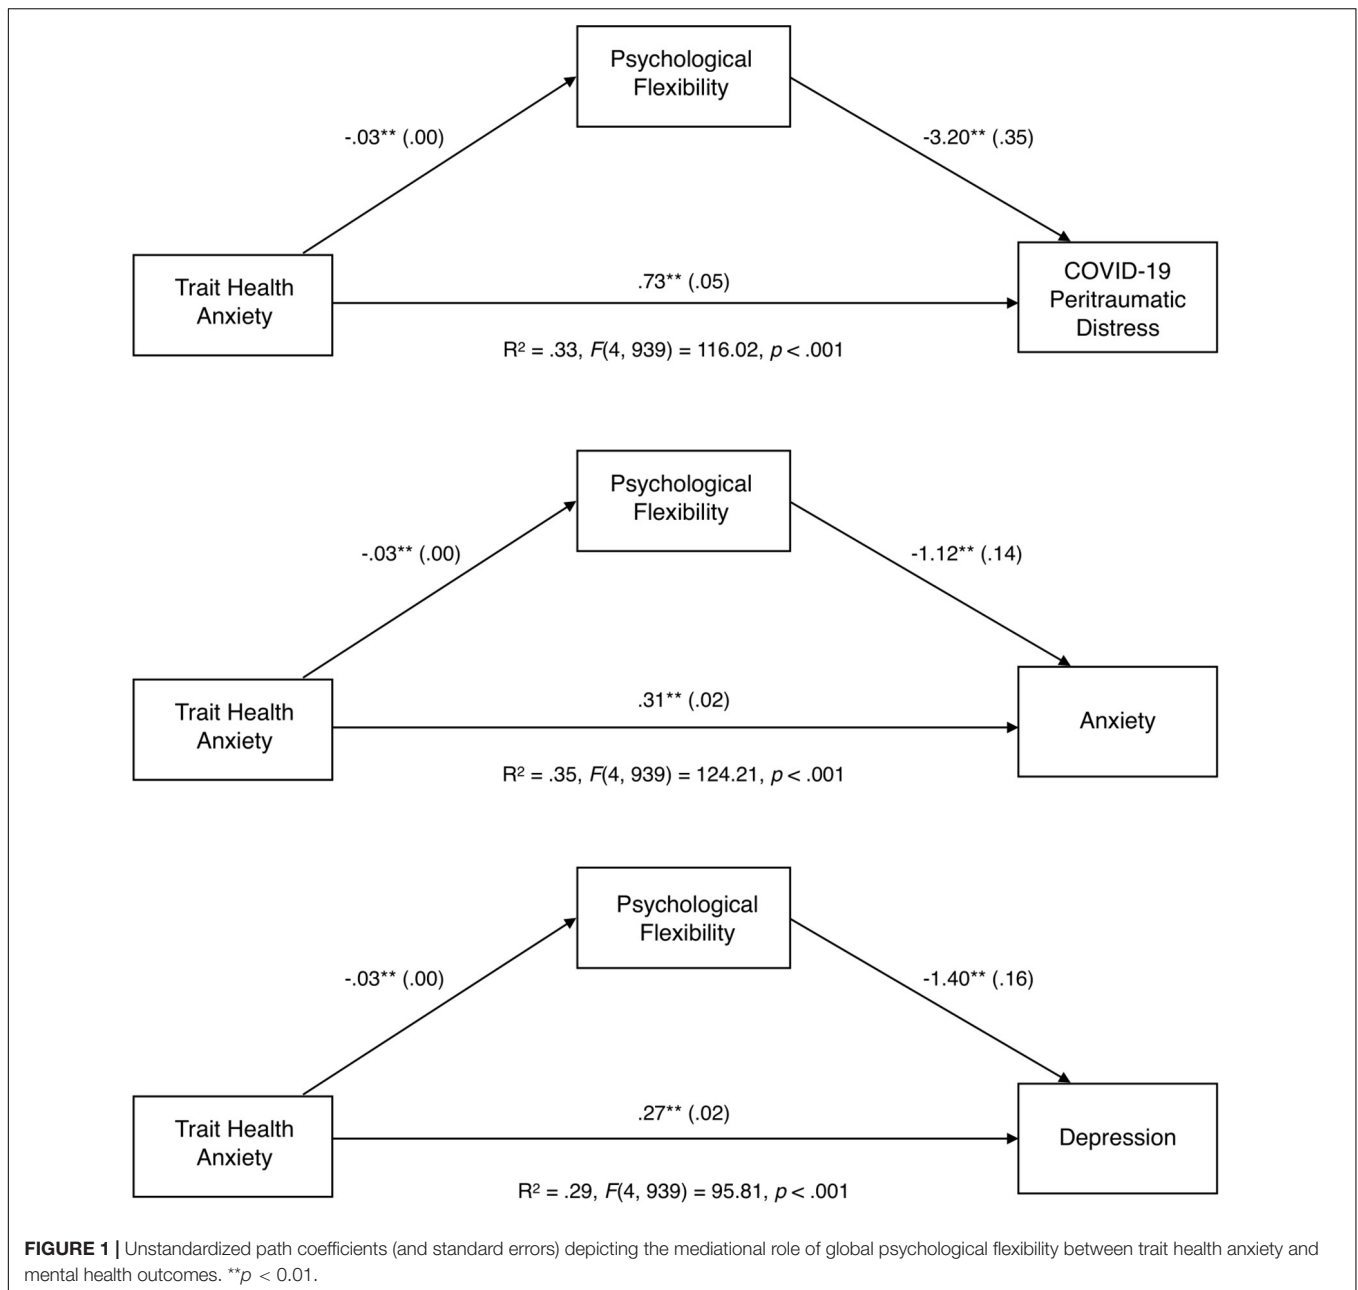 Psychological
Flexibility
-.03** (.00)
-3.20** (.35)
Trait Health
Anxiety
.73** (.05)
COVID-19
Peritraumatic
Distress
R² = .33, F(4, 939) = 116.02, p < .001
Psychological
Flexibility
-.03** (.00)
-1.12** (.14)
Trait Health
Anxiety
.31** (.02)
Anxiety
R² = .35, F(4, 939) = 124.21, p < .001
Psychological
Flexibility
-.03** (.00)
-1.40** (.16)
Trait Health
Anxiety
.27** (.02)
Depression
R² = .29, F(4, 939) = 95.81, p < .001
FIGURE 1 | Unstandardized path coefficients (and standard errors) depicting the mediational role of global psychological flexibility between trait health anxiety and
mental health outcomes. **p < 0.01.